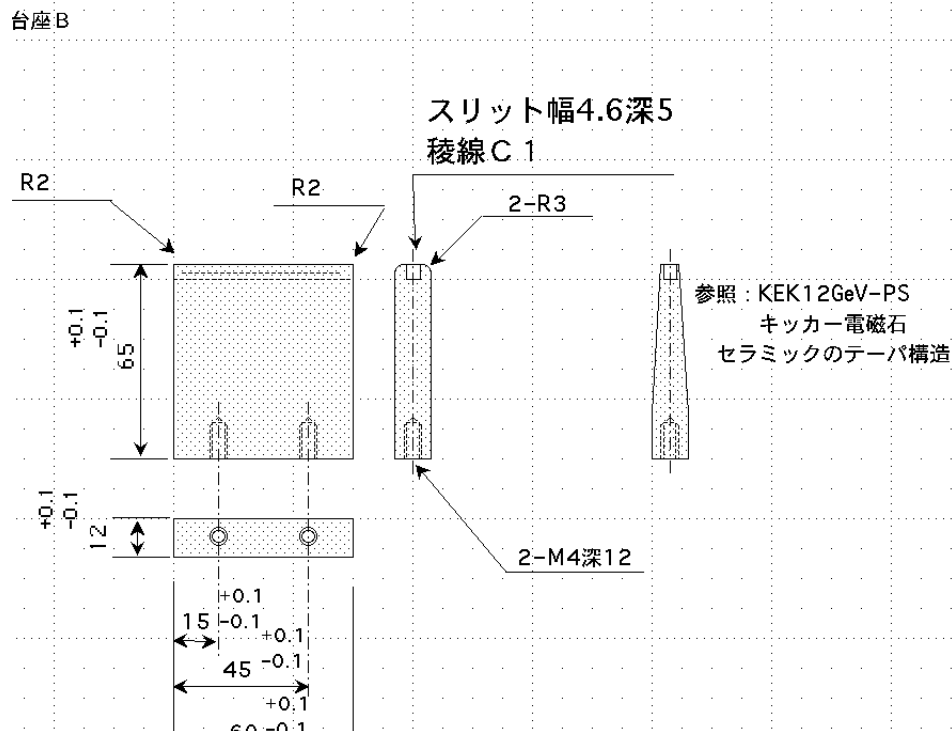 台座B
スリット幅4.6深5
稜線C 1
R2
R2
2-R3
参照：KEK12GeV-PS
キッカー電磁石
セラミックのテーパ構造
+0.1
-0.1
65
+0.1
-0.1
12
2-M4深12
+0.1
15 -0.1
+0.1
45 -0.1
+0.1
60 -0.1